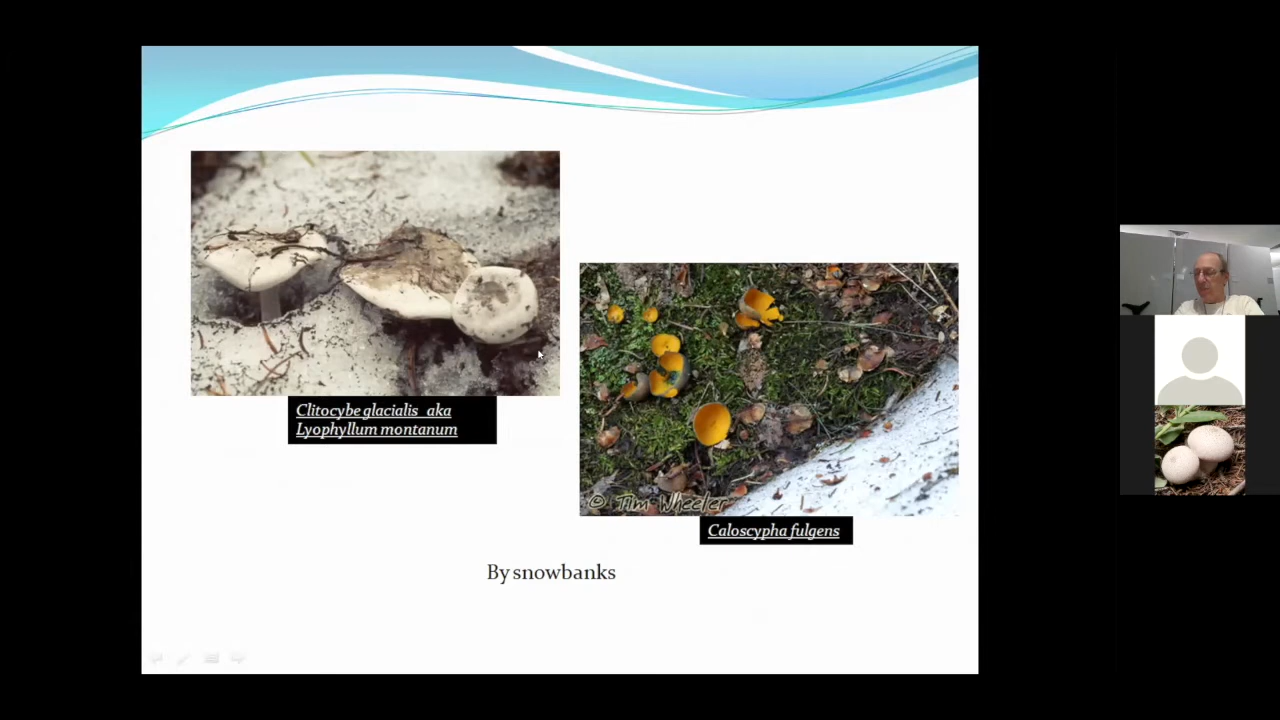 Clitocybe glacialis aka
Lyophyllum montanum
© Tim Wheeler
Caloscypha fulgens
By snowbanks